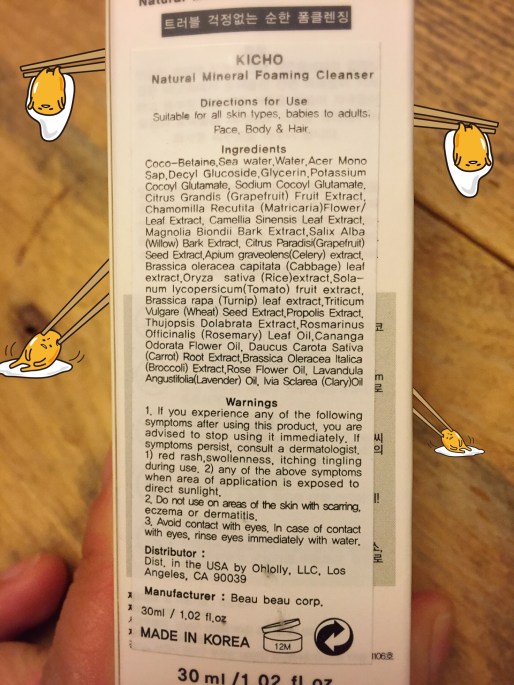 Natural
트러블 걱정없는 순한 폼클렌징
KICHO
Natural Mineral Foaming Cleanser
Directions for Use
Suitable for all skin types, babies to adults:
Pace, Body & Hair.
Ingredients
Coco-Betaine,Sea water,Water,Acer Mono
Sap,Decyl Glucoside,Glycerin,Potassium
Cocoyl Glutamate, Sodium Cocoyl Glutamate,
Citrus Grandis (Grapefruit) Fruit Extract,
Chamomilla Recutita (Matricaria)Flower/
Leaf Extract, Camellia Sinensis Leaf Extract,
Magnolia Biondii Bark Extract,Salix Alba
(Willow) Bark Extract, Citrus Paradisi(Grapefruit)
Seed Extract,Apium graveolens(Celery) extract,
Brassica oleracea capitata (Cabbage) leaf
extract,Oryza sativa (Rice)extract,Sola-
num lycopersicum(Tomato) fruit extract,
Brassica rapa (Turnip) leaf extract,Triticum
Vulgare (Wheat) Seed Extract,Propolis Extract,
Thujopsis Dolabrata Extract,Rosmarinus
Officinalis (Rosemary) Leaf Oil,Cananga
Odorata Flower Oil, Daucus Carota Sativa
(Carrot) Root Extract,Brassica Oleracea Italica
(Broccoli) Extract,Rose Flower Oil, Lavandula
Angustifolia(Lavender) Oil, Ivia Sclarea (Clary)Oil
Warnings
1. If you experience any of the following
symptoms after using this product, you are
advised to stop using it immediately. If
symptoms persist, consult a dermatologist.
1) red rash,swollenness, itching tingling
during use. 2) any of the above symptoms
when area of application is exposed to
direct sunlight.
2. Do not use on areas of the skin with scarring,
eczema or dermatitis,
3, Avoid contact with eyes, In case of contact
with eyes, rinse eyes immediately with water.
Distributor :
Dist. in the USA by Ohlolly, LLC, Los
Angeles, CA 90039
Manufacturer : Beau beau corp.
30ml / 1.02 fl.oz
MADE IN KOREA
12M
106호
30 ml /1 02 fl oz